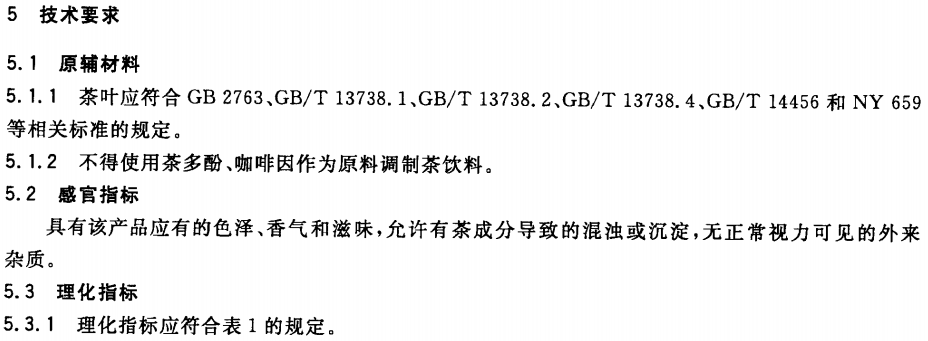 5 技术要求
5.1 原辅材料
5.1.1 茶叶应符合 GB 2763、GB/T 13738.1、GB/T 13738.2、GB/T 13738.4、GB/T 14456 和 NY 659
等相关标准的规定。
5.1.2 不得使用茶多酚、咖啡因作为原料调制茶饮料。
5.2 感官指标
具有该产品应有的色泽、香气和滋味,允许有茶成分导致的混浊或沉淀,无正常视力可见的外来
杂质。
5.3 理化指标
5.3.1 理化指标应符合表 1 的规定。